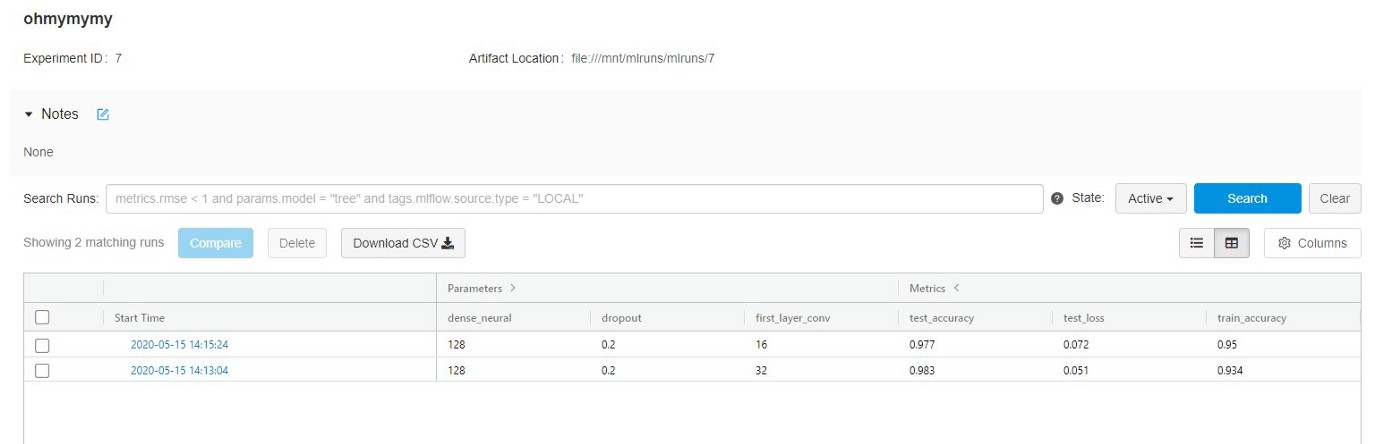 ohmymymy
Experiment ID: 7 Artifact Location: file:///mnt/mlruns/mlruns/7
Notes
None
Search Runs: metrics.rmse < 1 and params.model = "tree" and tags.mlflow.source.type = "LOCAL" ? State: Active Search Clear
Showing 2 matching runs Compare Delete Download CSV Columns
Parameters > Metrics <
Start Time dense_neural dropout first_layer_conv test_accuracy test_loss train_accuracy
2020-05-15 14:15:24 128 0.2 16 0.977 0.072 0.95
2020-05-15 14:13:04 128 0.2 32 0.983 0.051 0.934